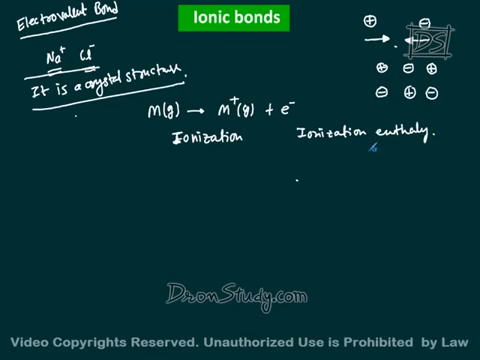 Electrovalent Bond
Ionic bonds
Na⁺ Cl⁻
It is a crystal structure.
⊕ ⊖
DS
⊕ ⊖ ⊕
⊖ ⊕ ⊖
M(g) → M⁺(g) + e⁻
Ionization
Ionization enthaly.
DronStudy.com
Video Copyrights Reserved. Unauthorized Use is Prohibited by Law